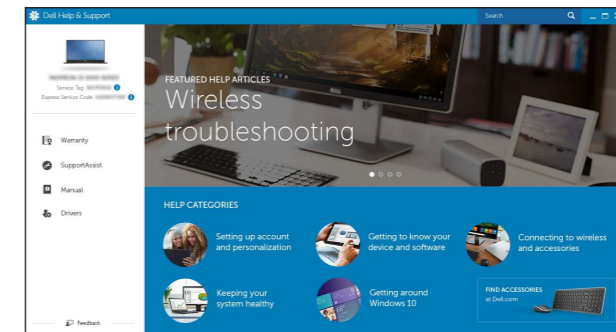 Dell Help & Support
Search
Service Tag
Express Service Code
Warranty
SupportAssist
Manual
Drivers
Feedback
FEATURED HELP ARTICLES
Wireless
troubleshooting
HELP CATEGORIES
Setting up account
and personalization
Getting to know your
device and software
Connecting to wireless
and accessories
Keeping your
system healthy
Getting around
Windows 10
FIND ACCESSORIES
at Dell.com